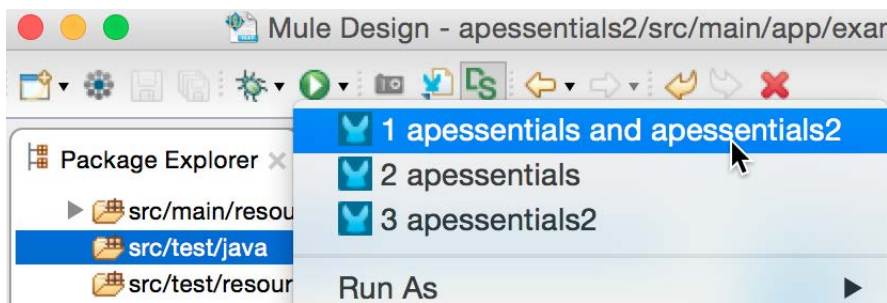 Mule Design - apessentials2/src/main/app/exar
DS
1 apessentials and apessentials2
Package Explorer
2 apessentials
src/main/resou
3 apessentials2
src/test/java
src/test/resour
Run As